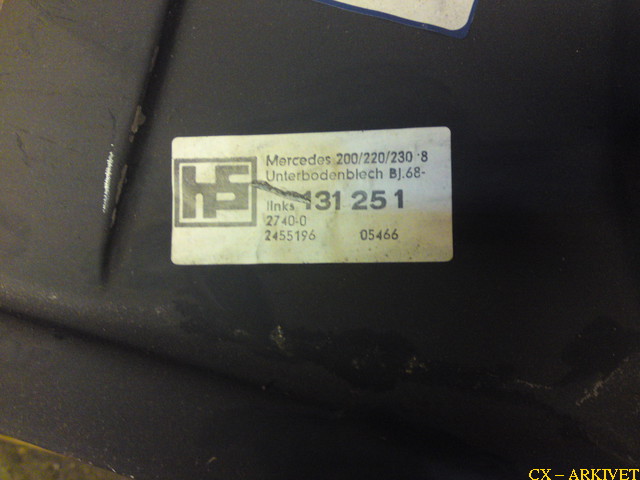 Mercedes 200/220/230 '8
Unterbodenblech Bj.68-
hs
links 131 25 1
2740-0
2455196 05466
CX – ARKIVET